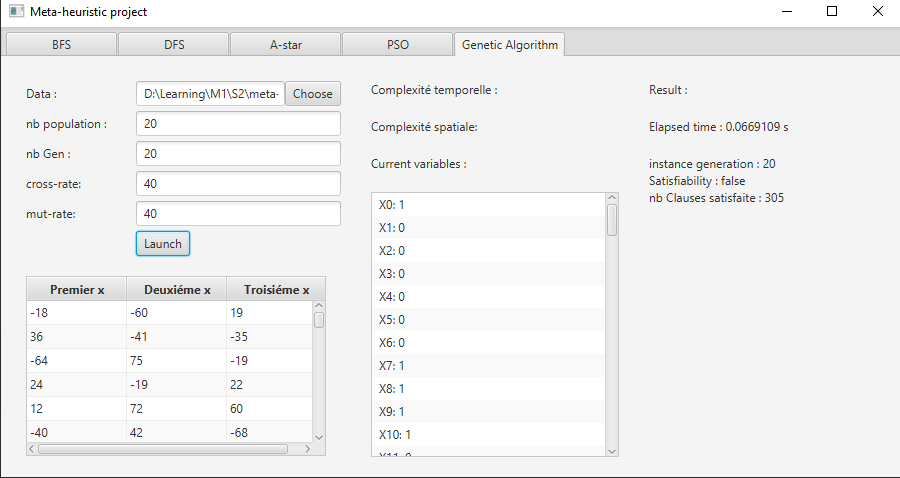 Meta-heuristic project
BFS DFS A-star PSO Genetic Algorithm
Data : D:\Learning\M1\S2\meta- Choose
nb population : 20
nb Gen : 20
cross-rate: 40
mut-rate: 40
Launch
Premier x Deuxiéme x Troisiéme x
-18 -60 19
36 -41 -35
-64 75 -19
24 -19 22
12 72 60
-40 42 -68
Complexité temporelle :
Complexité spatiale:
Current variables :
X0: 1
X1: 0
X2: 0
X3: 0
X4: 0
X5: 0
X6: 0
X7: 1
X8: 1
X9: 1
X10: 1
X11: 0
Result :
Elapsed time : 0.0669109 s
instance generation : 20
Satisfiability : false
nb Clauses satisfaite : 305